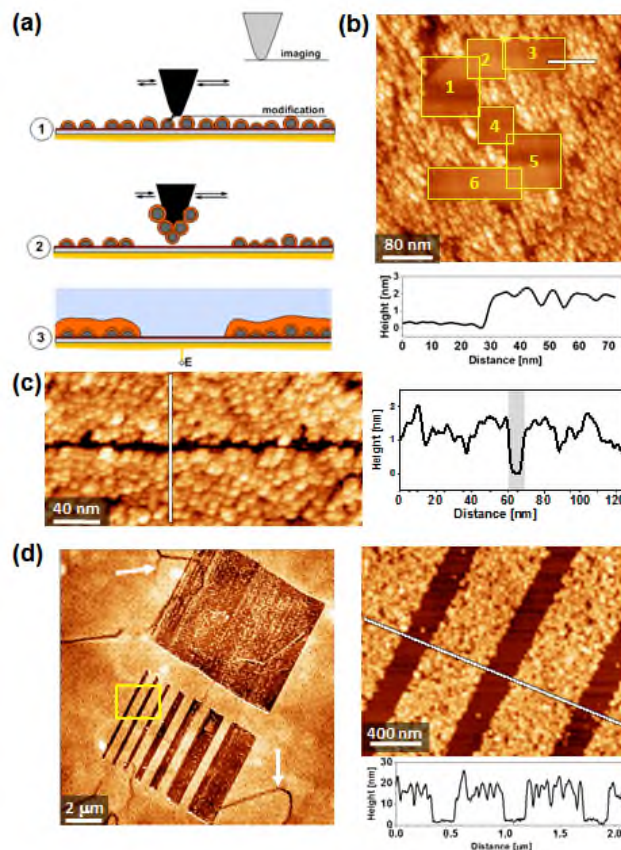 (a)
imaging
modification
1
2
3
E
(b)
1
2
3
4
5
6
80 nm
Height [nm]
3
2
1
0
0 10 20 30 40 50 60 70
Distance [nm]
(c)
40 nm
Height [nm]
2
1
0
0 20 40 60 80 100 120
Distance [nm]
(d)
2 µm
400 nm
Height [nm]
30
20
10
0
0.0 0.5 1.0 1.5 2.0
Distance [µm]